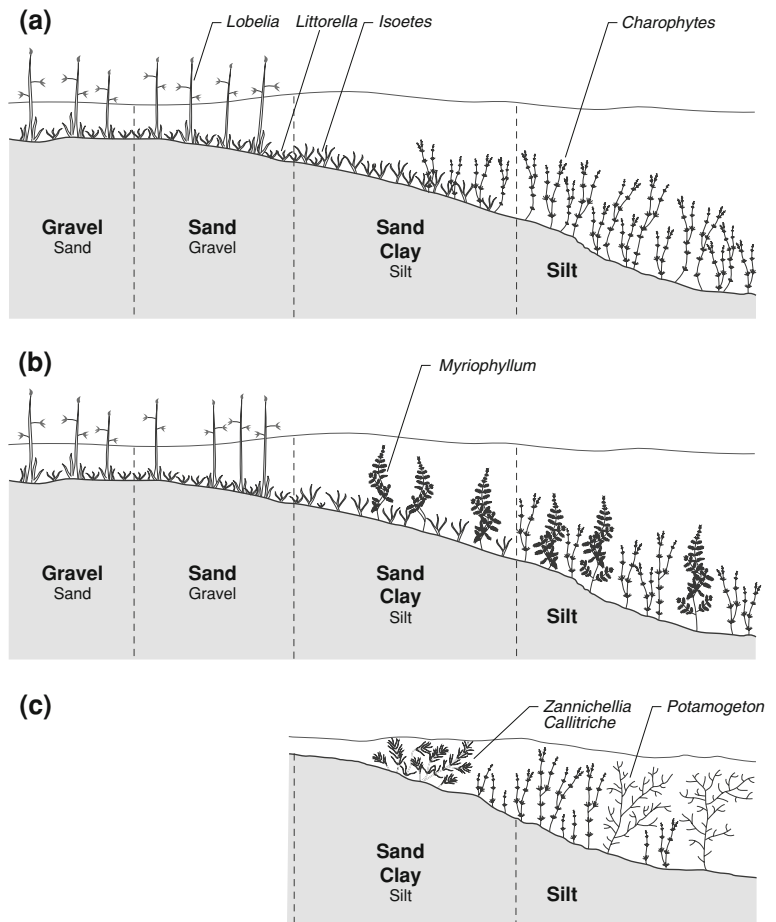 (a)
Lobelia Littorella Isoetes Charophytes
Gravel
Sand
Sand
Gravel
Sand
Clay
Silt
Silt
(b)
Myriophyllum
Gravel
Sand
Sand
Gravel
Sand
Clay
Silt
Silt
(c)
Zannichellia
Callitriche
Potamogeton
Sand
Clay
Silt
Silt